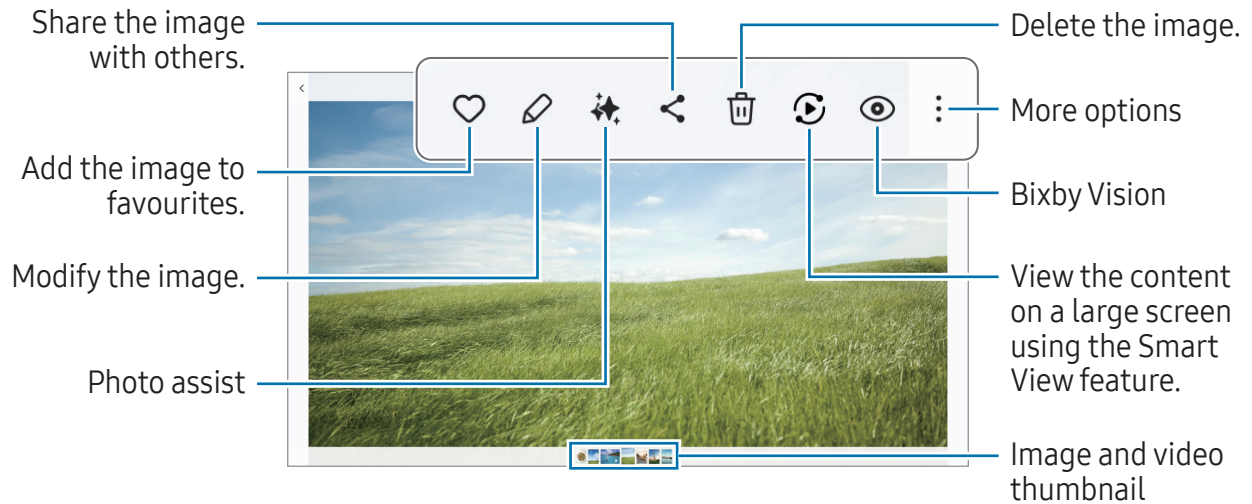 Share the image
with others.
Delete the image.
More options
Add the image to
favourites.
Bixby Vision
Modify the image.
View the content
on a large screen
using the Smart
View feature.
Photo assist
Image and video
thumbnail